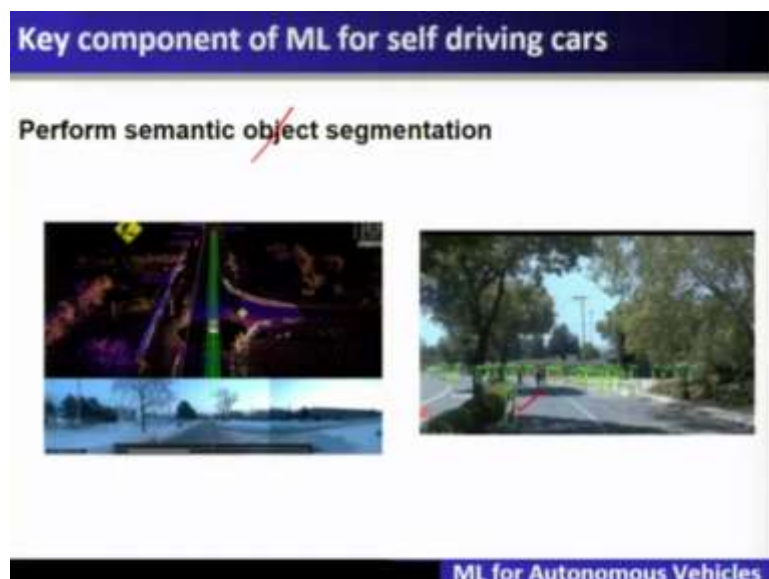 Key component of ML for self driving cars
Perform semantic object segmentation
ML for Autonomous Vehicles